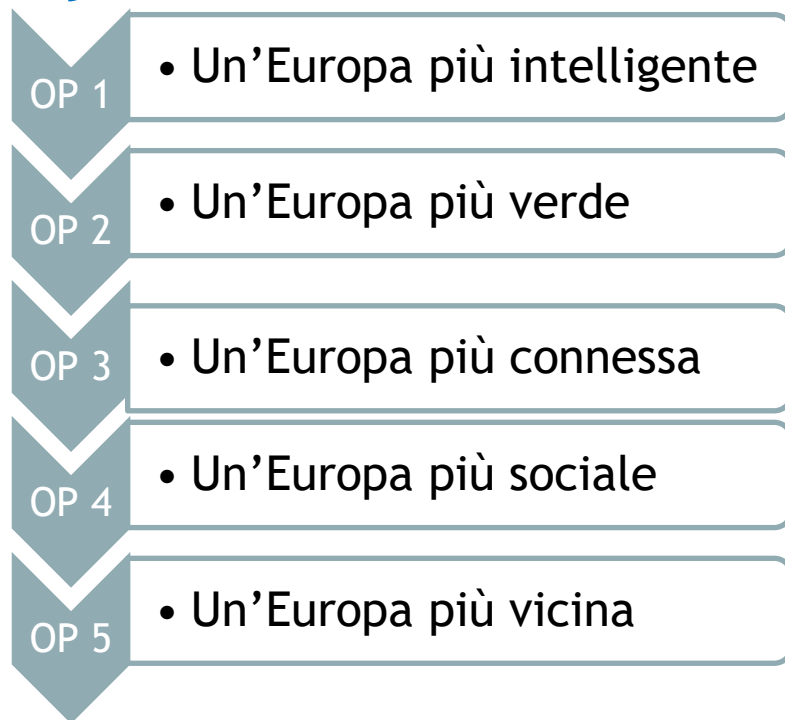 OP 1
• Un’Europa più intelligente
OP 2
• Un’Europa più verde
OP 3
• Un’Europa più connessa
OP 4
• Un’Europa più sociale
OP 5
• Un’Europa più vicina